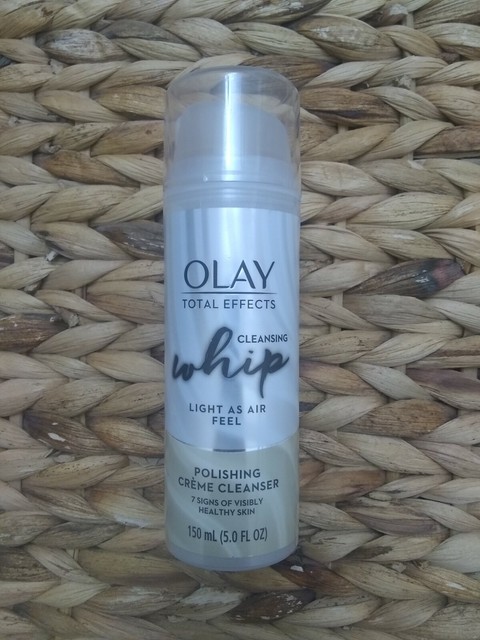 OLAY
TOTAL EFFECTS
CLEANSING
whip
LIGHT AS AIR
FEEL
POLISHING
CRÈME CLEANSER
7 SIGNS OF VISIBLY
HEALTHY SKIN
150 mL (5.0 FL OZ)